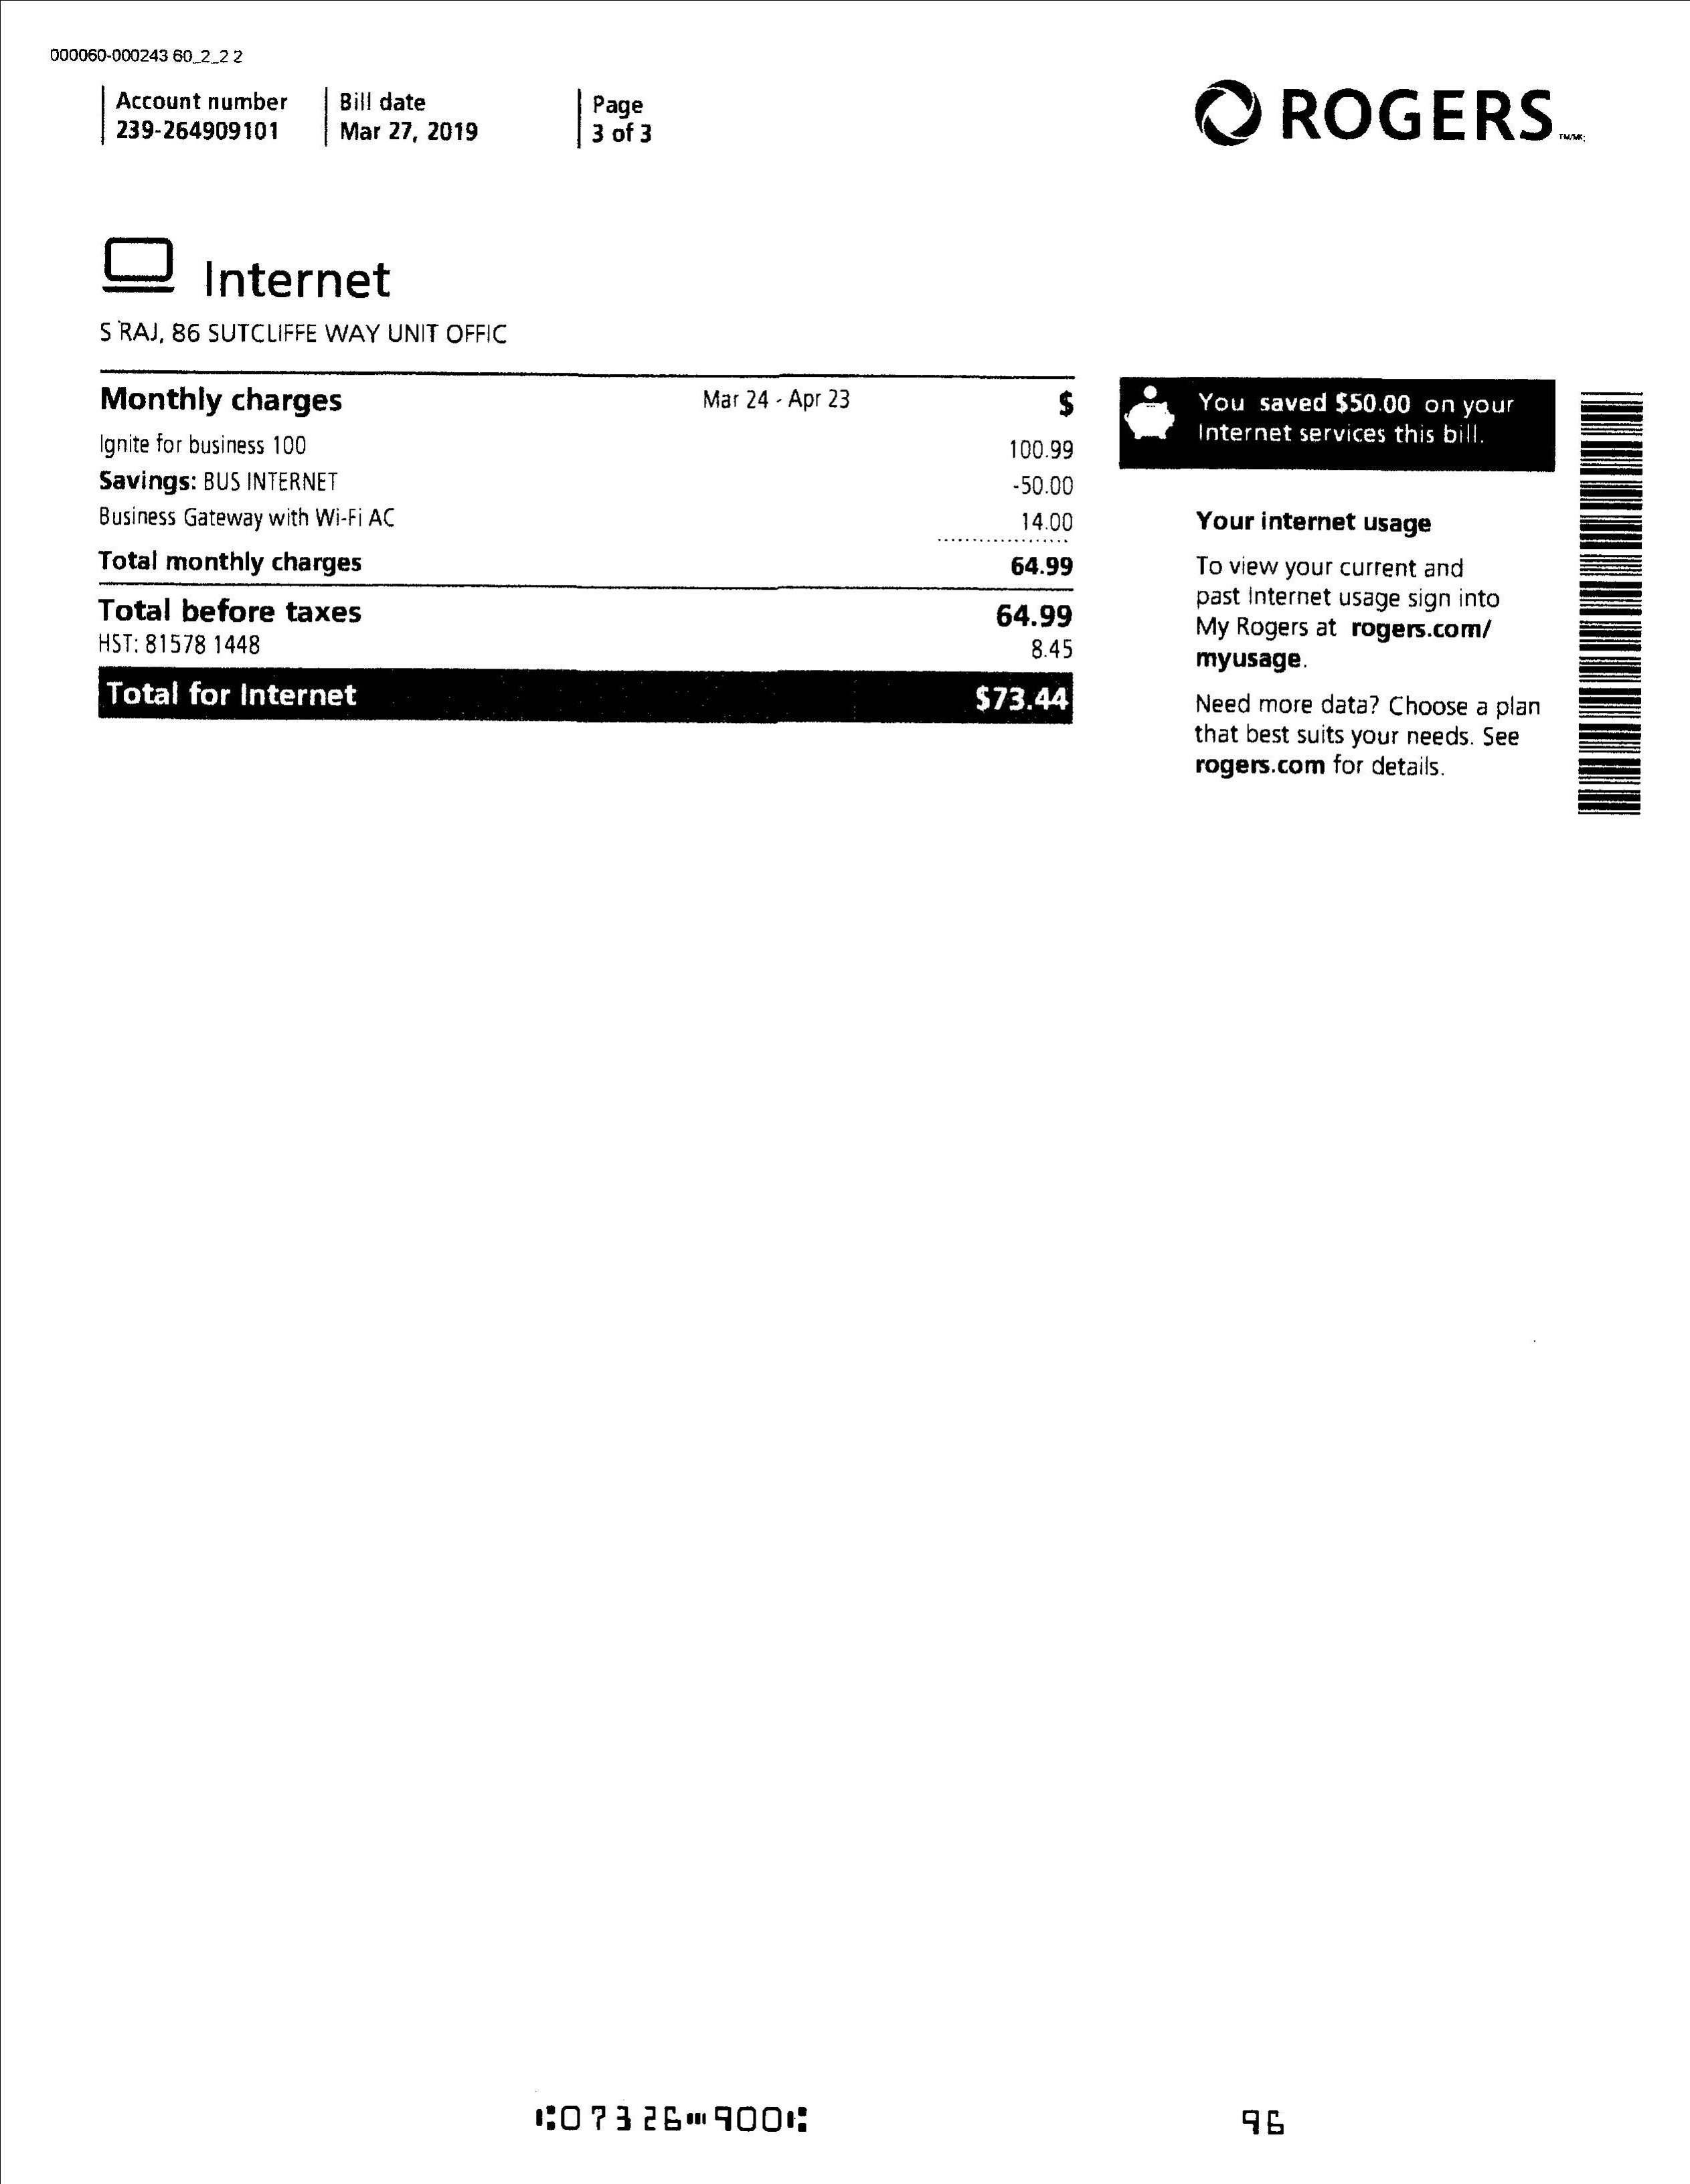 000060-000243 60_2_2 2
Account number
239-264909101
Bill date
Mar 27, 2019
Page
3 of 3
ROGERS™/MC
Internet
S RAJ, 86 SUTCLIFFE WAY UNIT OFFIC
Monthly charges Mar 24 - Apr 23 $
Ignite for business 100 100.99
Savings: BUS INTERNET -50.00
Business Gateway with Wi-Fi AC 14.00
Total monthly charges 64.99
Total before taxes 64.99
HST: 81578 1448 8.45
Total for Internet $73.44
You saved $50.00 on your
Internet services this bill.
Your internet usage
To view your current and
past Internet usage sign into
My Rogers at rogers.com/
myusage.
Need more data? Choose a plan
that best suits your needs. See
rogers.com for details.
⑆07326⑉900⑆ 96